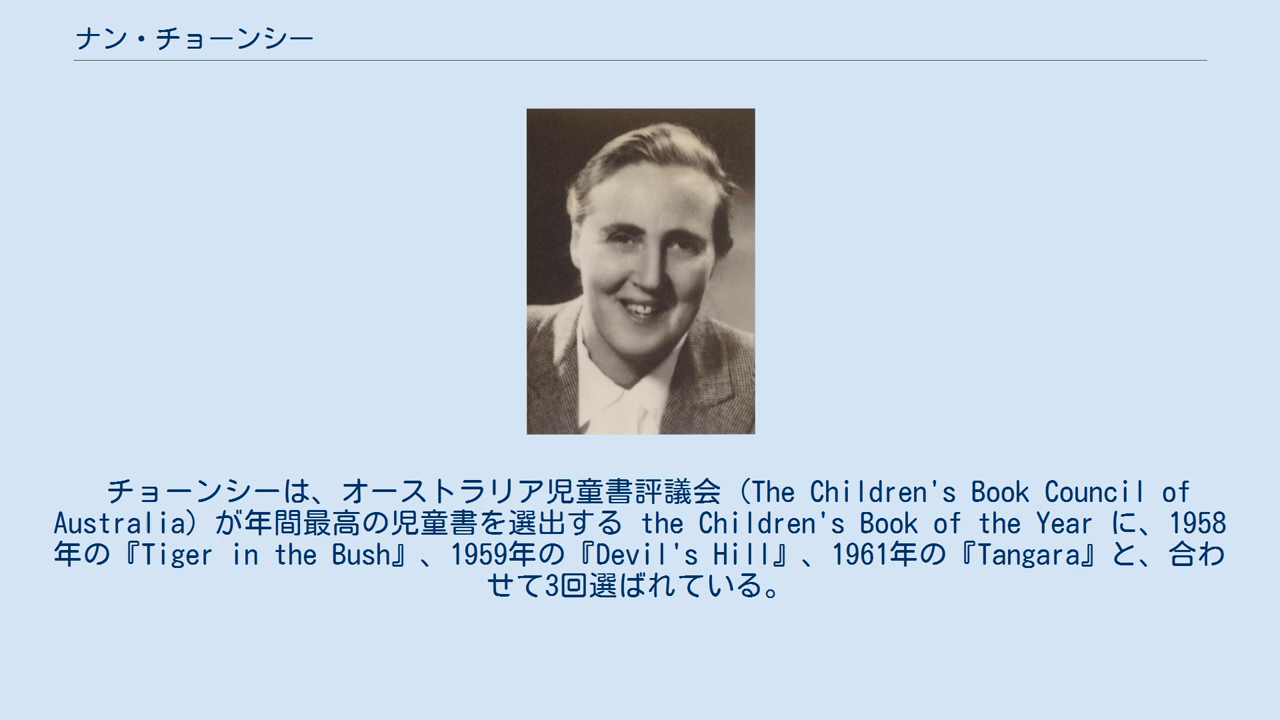 ナン・チョーンシー
チョーンシーは、オーストラリア児童書評議会（The Children's Book Council of
Australia）が年間最高の児童書を選出する the Children's Book of the Year に、1958
年の『Tiger in the Bush』、1959年の『Devil's Hill』、1961年の『Tangara』と、合わ
せて3回選ばれている。